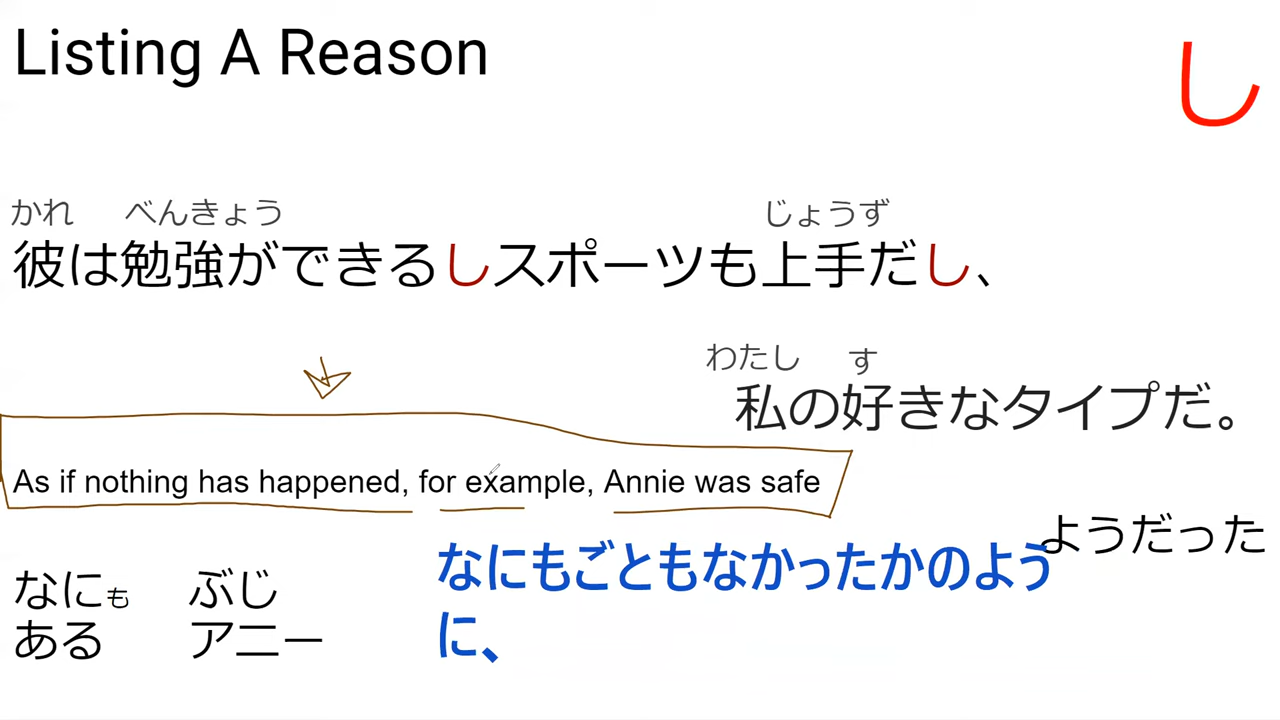 Listing A Reason
し
かれ べんきょう じょうず
彼は勉強ができるしスポーツも上手だし、
わたし す
私の好きなタイプだ。
As if nothing has happened, for example, Annie was safe
ようだった
なにも ぶじ
ある アニー
なにもごともなかったかのよう
に、